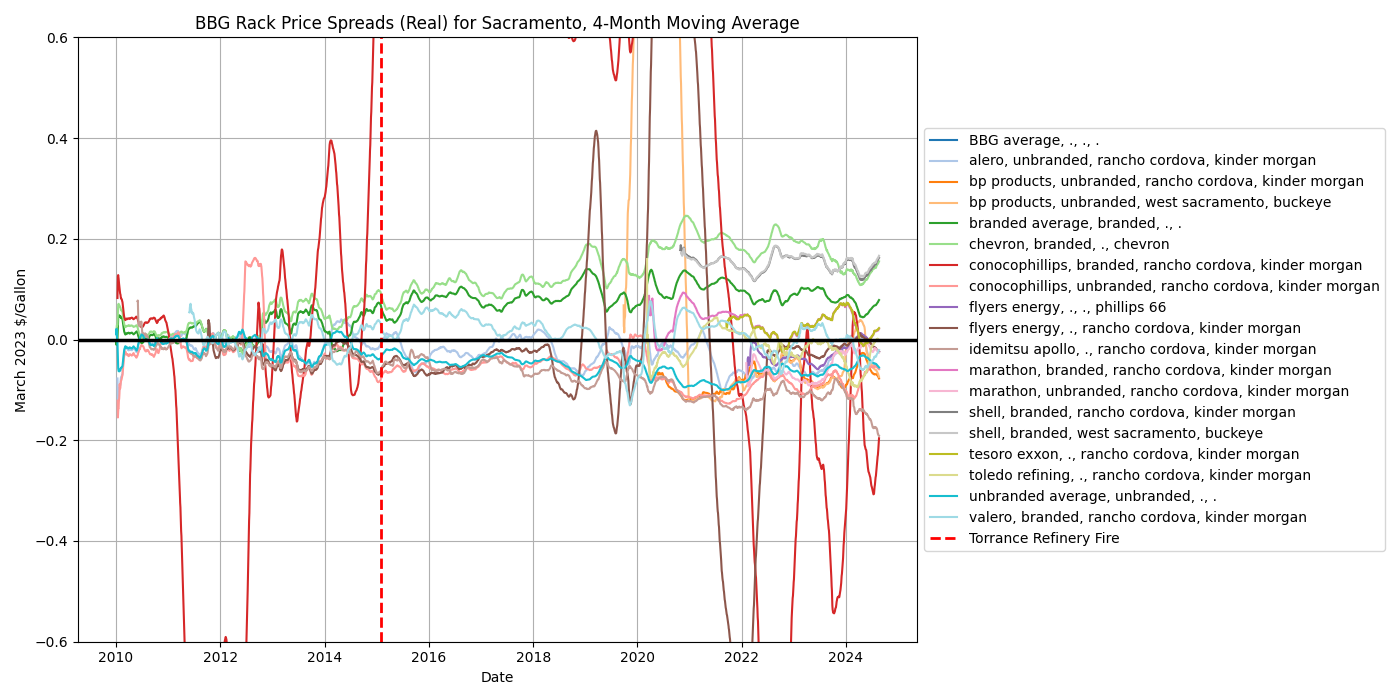 BBG Rack Price Spreads (Real) for Sacramento, 4-Month Moving Average
March 2023 $/Gallon
0.6
0.4
0.2
0.0
−0.2
−0.4
−0.6
2010 2012 2014 2016 2018 2020 2022 2024
Date
BBG average, ., ., .
alero, unbranded, rancho cordova, kinder morgan
bp products, unbranded, rancho cordova, kinder morgan
bp products, unbranded, west sacramento, buckeye
branded average, branded, ., .
chevron, branded, ., chevron
conocophillips, branded, rancho cordova, kinder morgan
conocophillips, unbranded, rancho cordova, kinder morgan
flyers energy, ., ., phillips 66
flyers energy, ., rancho cordova, kinder morgan
idemitsu apollo, ., rancho cordova, kinder morgan
marathon, branded, rancho cordova, kinder morgan
marathon, unbranded, rancho cordova, kinder morgan
shell, branded, rancho cordova, kinder morgan
shell, branded, west sacramento, buckeye
tesoro exxon, ., rancho cordova, kinder morgan
toledo refining, ., rancho cordova, kinder morgan
unbranded average, unbranded, ., .
valero, branded, rancho cordova, kinder morgan
Torrance Refinery Fire